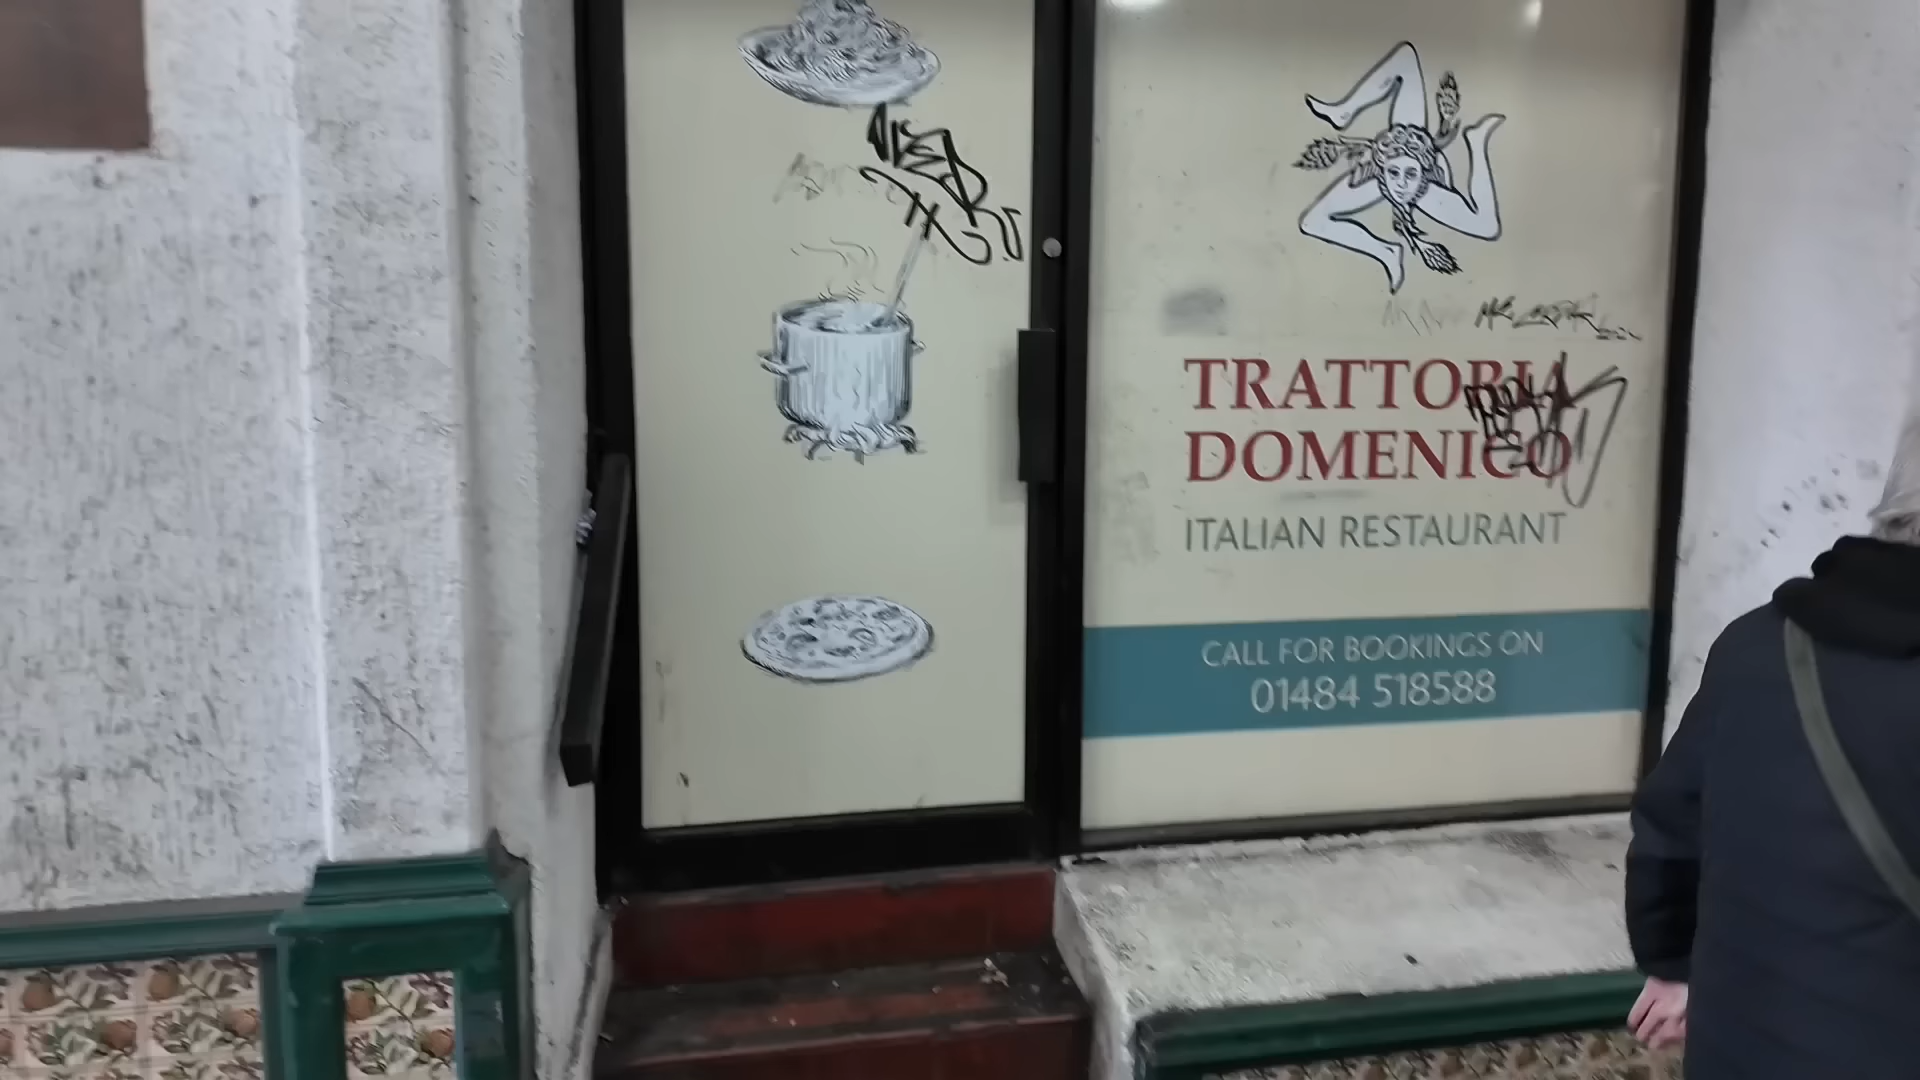 TRATTORIA
DOMENICO
ITALIAN RESTAURANT
CALL FOR BOOKINGS ON
01484 518588